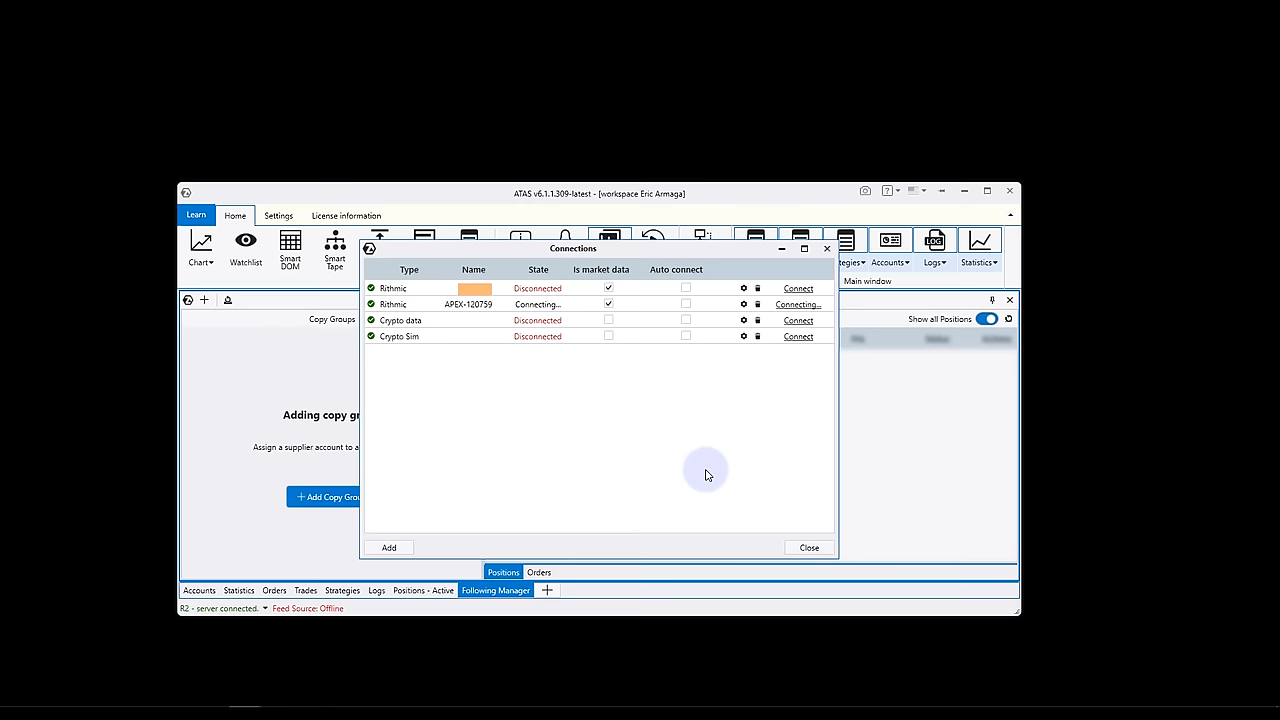 ATAS v6.1.1.309-latest - [workspace Eric Armaga]
Learn Home Settings License information
Chart Watchlist Smart DOM Smart Tape
Accounts Logs Statistics
Main window
Connections
Type Name State Is market data Auto connect
Rithmic Disconnected Connect
Rithmic APEX-120759 Connecting... Connecting...
Crypto data Disconnected Connect
Crypto Sim Disconnected Connect
Add Close
Copy Groups
Show all Positions
Adding copy gr
Assign a supplier account to a
+ Add Copy Grou
Positions Orders
Accounts Statistics Orders Trades Strategies Logs Positions - Active Following Manager
R2 - server connected. Feed Source: Offline